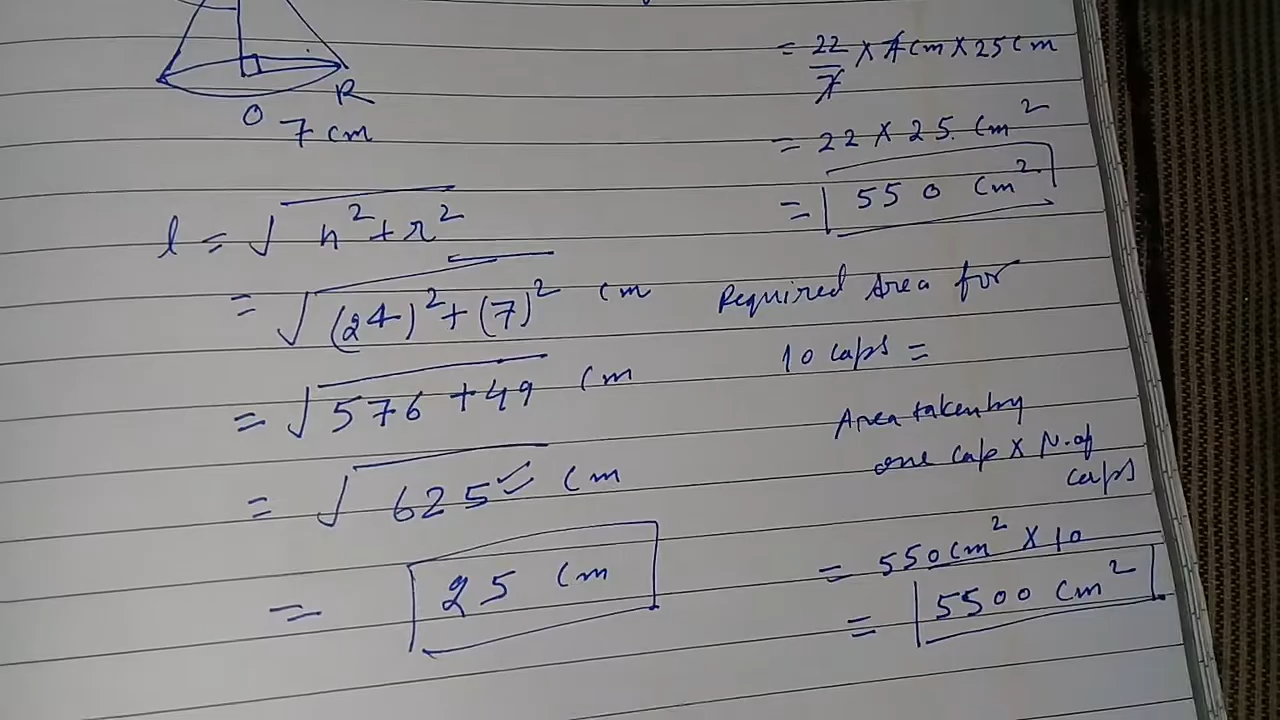 R
O
7 cm
l = √h²+r²
= √(24)²+(7)² cm
= √576+49 cm
= √625 cm
= 25 cm
= 22/7 × 7 cm × 25 cm
= 22 × 25 cm²
= 550 cm²
Required Area for
10 caps =
Area taken by
one cap × N. of
caps
= 550 cm² × 10
= 5500 cm²